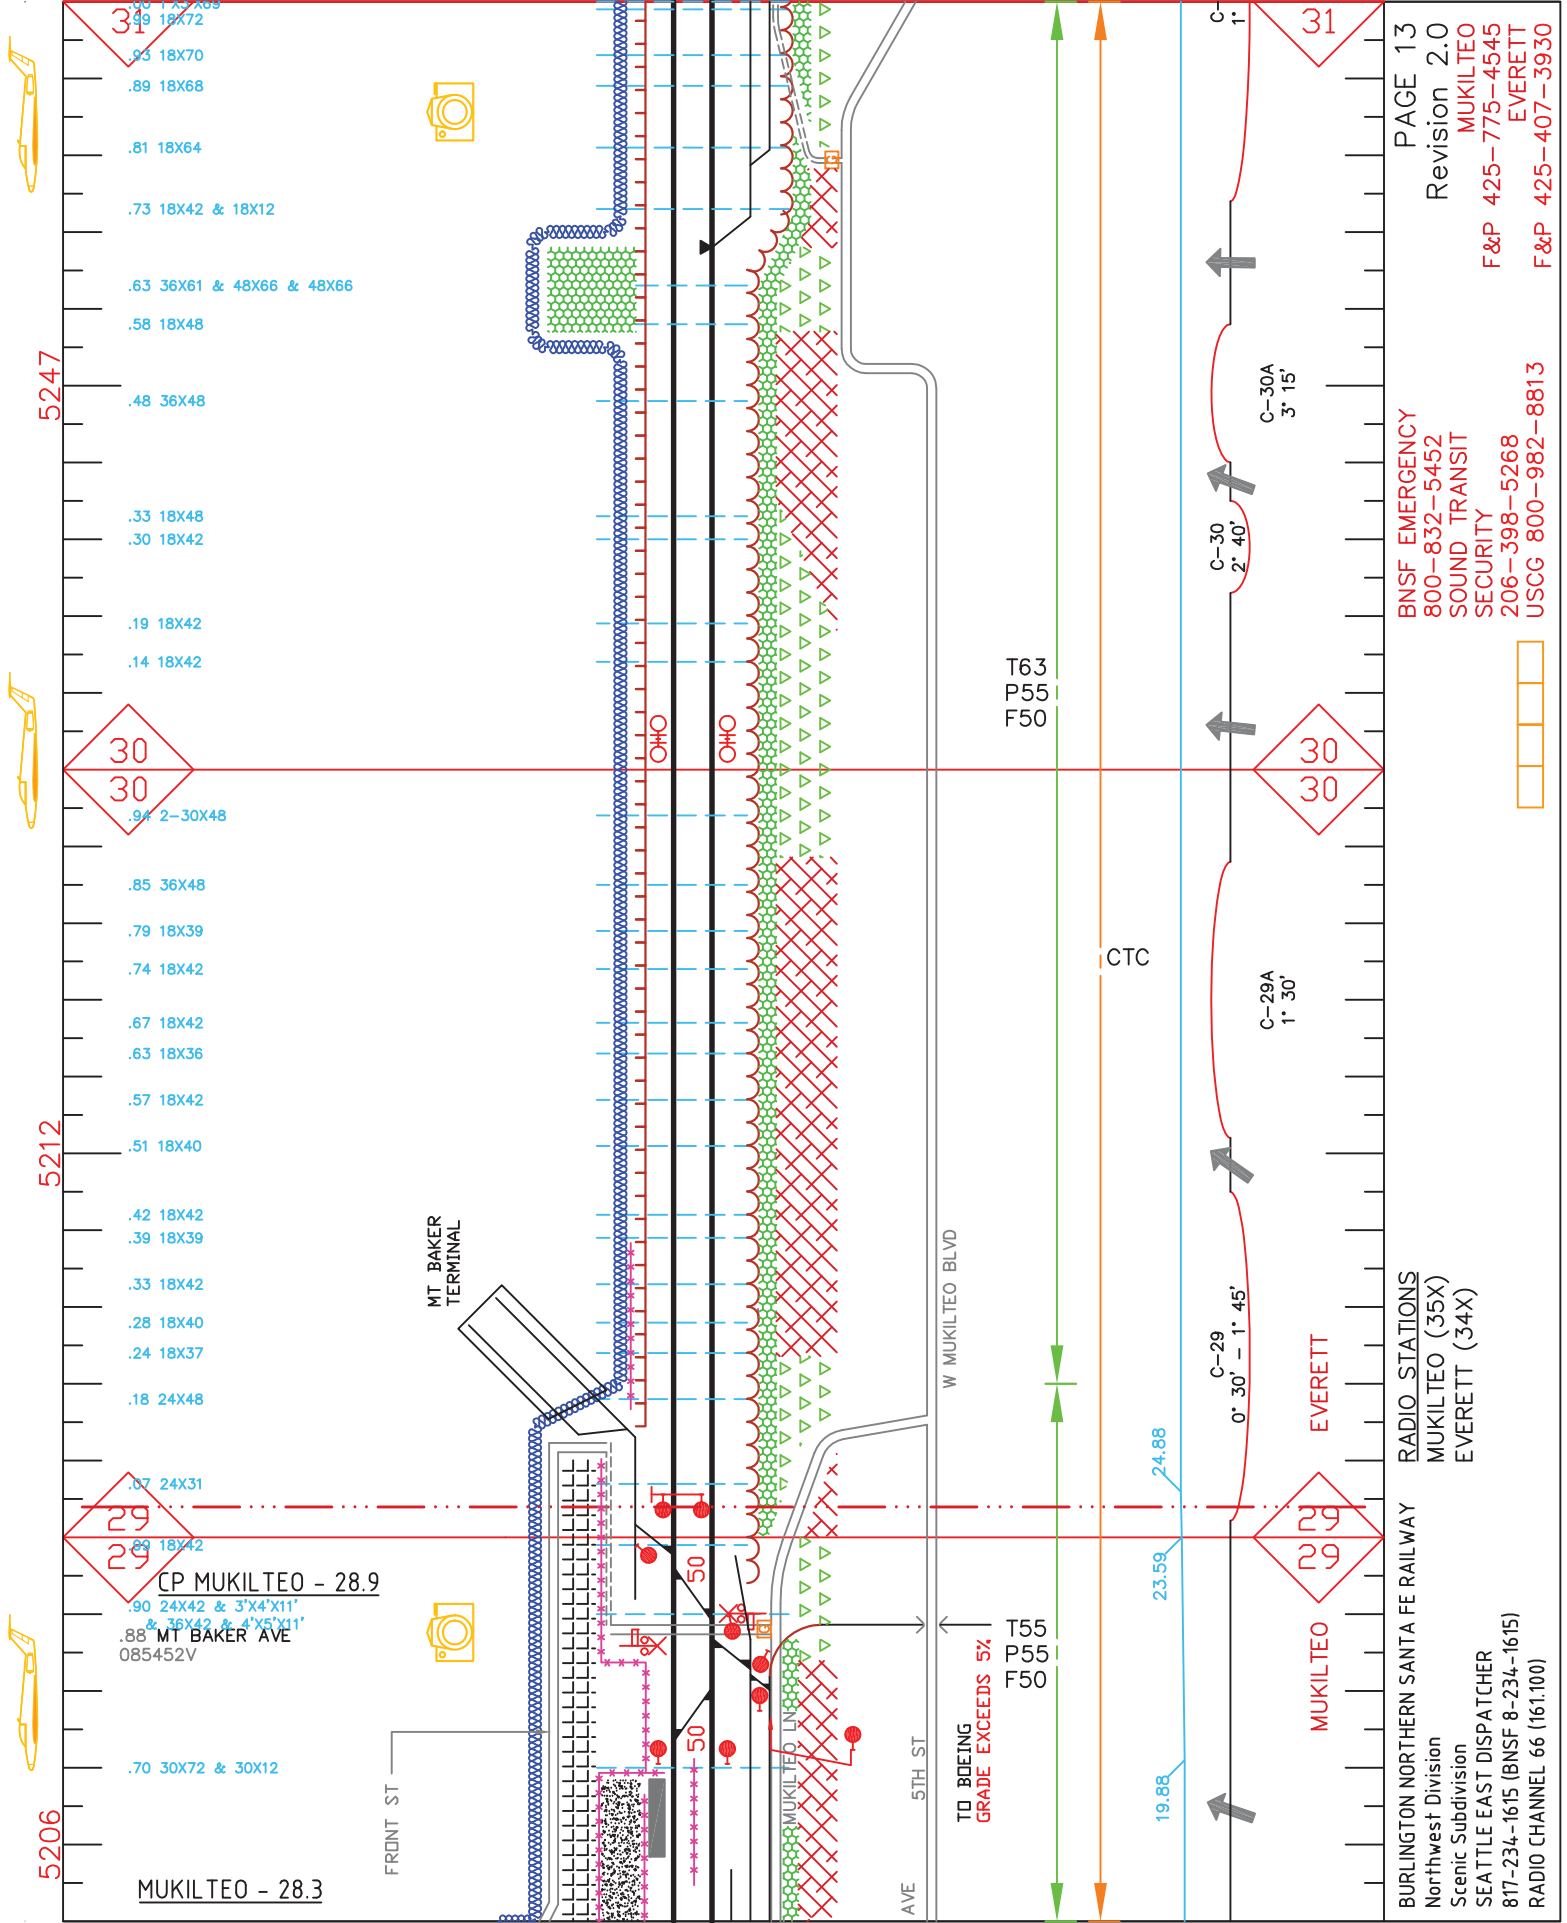 31
.00 1'X3'X69
.99 18X72
.93 18X70
.89 18X68
.81 18X64
.73 18X42 & 18X12
.63 36X61 & 48X66 & 48X66
.58 18X48
5247
.48 36X48
.33 18X48
.30 18X42
.19 18X42
.14 18X42
30
30
.94 2-30X48
.85 36X48
.79 18X39
.74 18X42
.67 18X42
.63 18X36
.57 18X42
.51 18X40
5212
.42 18X42
.39 18X39
.33 18X42
.28 18X40
.24 18X37
.18 24X48
.07 24X31
29
29
.99 18X42
CP MUKILTEO - 28.9
.90 24X42 & 3'X4'X11'
& 36X42 & 4'X5'X11'
.88 MT BAKER AVE
085452V
.70 30X72 & 30X12
5206
MUKILTEO - 28.3
FRONT ST
MT BAKER
TERMINAL
50
50
G
G
MUKILTEO LN
W MUKILTEO BLVD
5TH ST
AVE
TO BOEING
GRADE EXCEEDS 5%
T63
P55
F50
T55
P55
F50
CTC
24.88
23.59
19.88
C-
1°
C-30A
3° 15'
C-30
2° 40'
C-29A
1° 30'
C-29
0° 30' - 1° 45'
31
30
30
29
29
EVERETT
MUKILTEO
PAGE 13
Revision 2.0
MUKILTEO
F&P 425-775-4545
EVERETT
F&P 425-407-3930
BNSF EMERGENCY
800-832-5452
SOUND TRANSIT
SECURITY
206-398-5268
USCG 800-982-8813
RADIO STATIONS
MUKILTEO (35X)
EVERETT (34X)
BURLINGTON NORTHERN SANTA FE RAILWAY
Northwest Division
Scenic Subdivision
SEATTLE EAST DISPATCHER
817-234-1615 (BNSF 8-234-1615)
RADIO CHANNEL 66 (161.100)